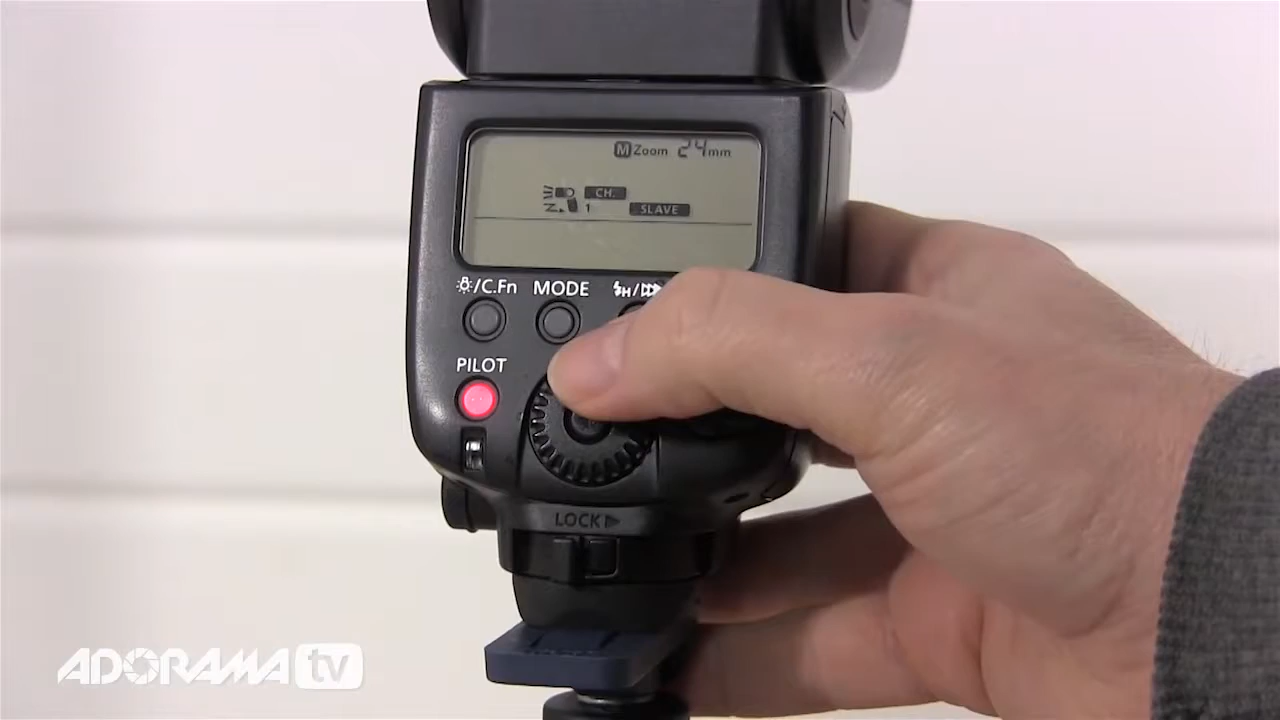 M Zoom 24mm
CH.
1 SLAVE
/C.Fn MODE H/
PILOT
LOCK
ADORAMA tv